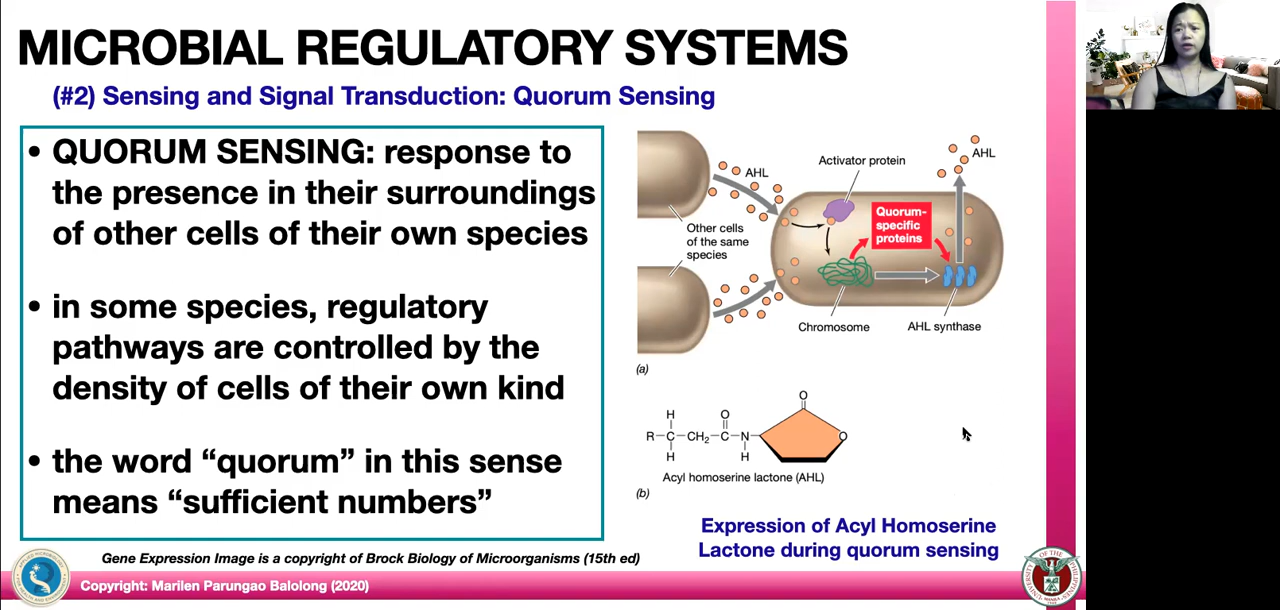 MICROBIAL REGULATORY SYSTEMS
(#2) Sensing and Signal Transduction: Quorum Sensing
• QUORUM SENSING: response to
the presence in their surroundings
of other cells of their own species
• in some species, regulatory
pathways are controlled by the
density of cells of their own kind
• the word “quorum” in this sense
means “sufficient numbers”
AHL
Activator protein
AHL
Quorum-
specific
proteins
Other cells
of the same
species
Chromosome
AHL synthase
(a)
H
O
O
R C CH₂ C N
O
H
H
Acyl homoserine lactone (AHL)
(b)
Expression of Acyl Homoserine
Lactone during quorum sensing
Gene Expression Image is a copyright of Brock Biology of Microorganisms (15th ed)
Copyright: Marilen Parungao Balolong (2020)
UNIVERSITY OF THE PHILIPPINES
MANILA